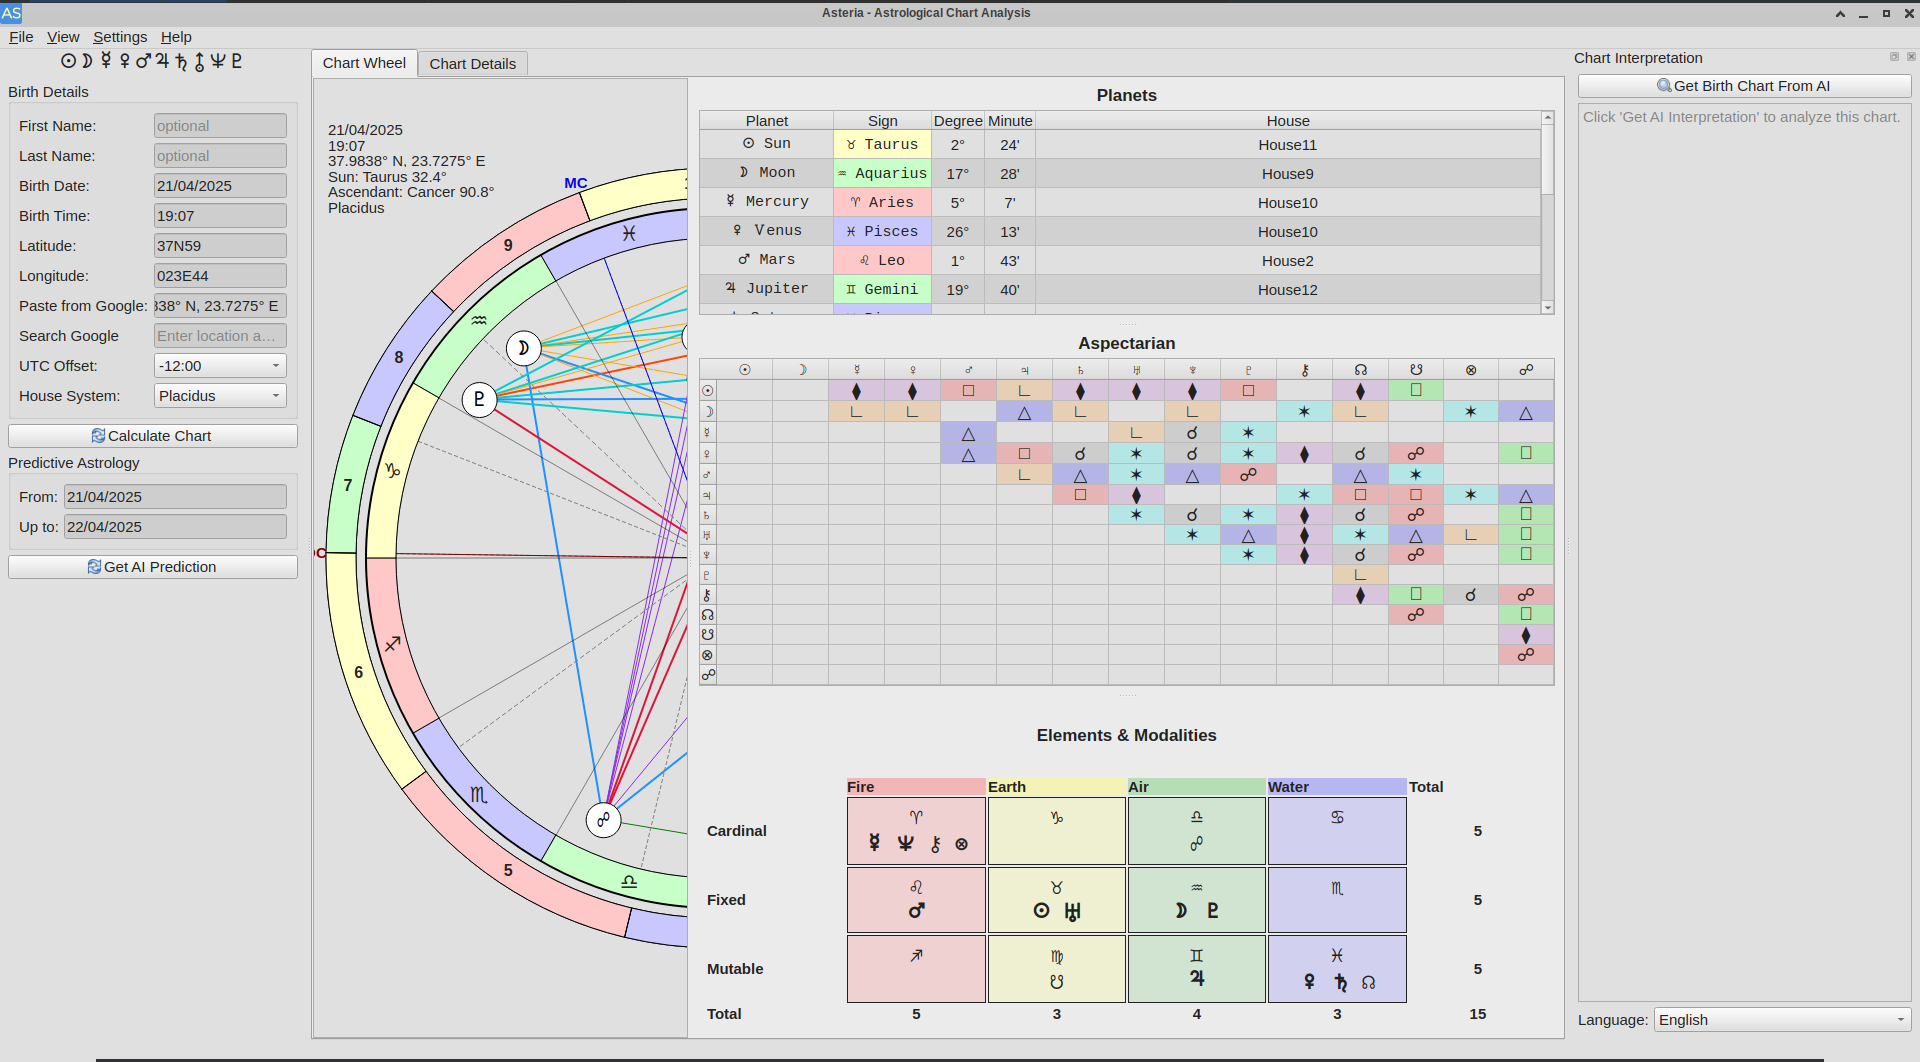 AS
Asteria - Astrological Chart Analysis
File View Settings Help
☉ ☽ ☿ ♀ ♂ ♃ ♄ ⛢ ♆ ♇
Birth Details
First Name: optional
Last Name: optional
Birth Date: 21/04/2025
Birth Time: 19:07
Latitude: 37N59
Longitude: 023E44
Paste from Google: 838° N, 23.7275° E
Search Google Enter location a…
UTC Offset: -12:00
House System: Placidus
Calculate Chart
Predictive Astrology
From: 21/04/2025
Up to: 22/04/2025
Get AI Prediction
Chart Wheel Chart Details
21/04/2025
19:07
37.9838° N, 23.7275° E
Sun: Taurus 32.4°
Ascendant: Cancer 90.8°
Placidus
MC
9
♓
♒
8
☽
♇
7
♑
6
♐
♏
☍
5
♎
Planets
Planet Sign Degree Minute House
☉ Sun ♉ Taurus 2° 24' House11
☽ Moon ♒ Aquarius 17° 28' House9
☿ Mercury ♈ Aries 5° 7' House10
♀ Venus ♓ Pisces 26° 13' House10
♂ Mars ♌ Leo 1° 43' House2
♃ Jupiter ♊ Gemini 19° 40' House12
Aspectarian
☉ ☽ ☿ ♀ ♂ ♃ ♄ ♅ ♆ ♇ ⚷ ☊ ☋ ⊗ ☍
☉ ⧫ ⧫ □ ∟ ⧫ ⧫ ⧫ □ ⧫ ▯
☽ ∟ ∟ △ ∟ ∟ ✶ ∟ ✶ △
☿ △ ∟ ☌ ✶
♀ △ □ ☌ ✶ ☌ ✶ ⧫ ☌ ☍ ▯
♂ ∟ △ ✶ △ ☍ △ ✶
♃ □ ⧫ ✶ □ □ ✶ △
♄ ✶ ☌ ✶ ⧫ ☌ ☍ ▯
♅ ✶ △ ⧫ ✶ △ ∟ ▯
♆ ✶ ⧫ ☌ ☍ ▯
♇ ∟
⚷ ⧫ ▯ ☌ ☍
☊ ☍ ▯
☋ ⧫
⊗ ☍
☍
Elements & Modalities
Fire Earth Air Water Total
♈ ♑ ♎ ♋
Cardinal 5
☿ ♆ ⚷ ⊗ ☍
♌ ♉ ♒ ♏
Fixed 5
♂ ☉ ♅ ☽ ♇
♐ ♍ ♊ ♓
Mutable 5
☋ ♃ ♀ ♄ ☊
Total 5 3 4 3 15
Chart Interpretation
Get Birth Chart From AI
Click 'Get AI Interpretation' to analyze this chart.
Language: English